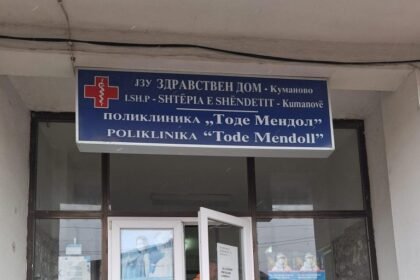 ЈЗУ ЗДРАВСТВЕН ДОМ - Куманово
I.SH.P - SHTËPIA E SHËNDETIT - Kumanovë
ПОЛИКЛИНИКА „Тоде Мендол"
POLIKLINIKA “Tode Mendoll”